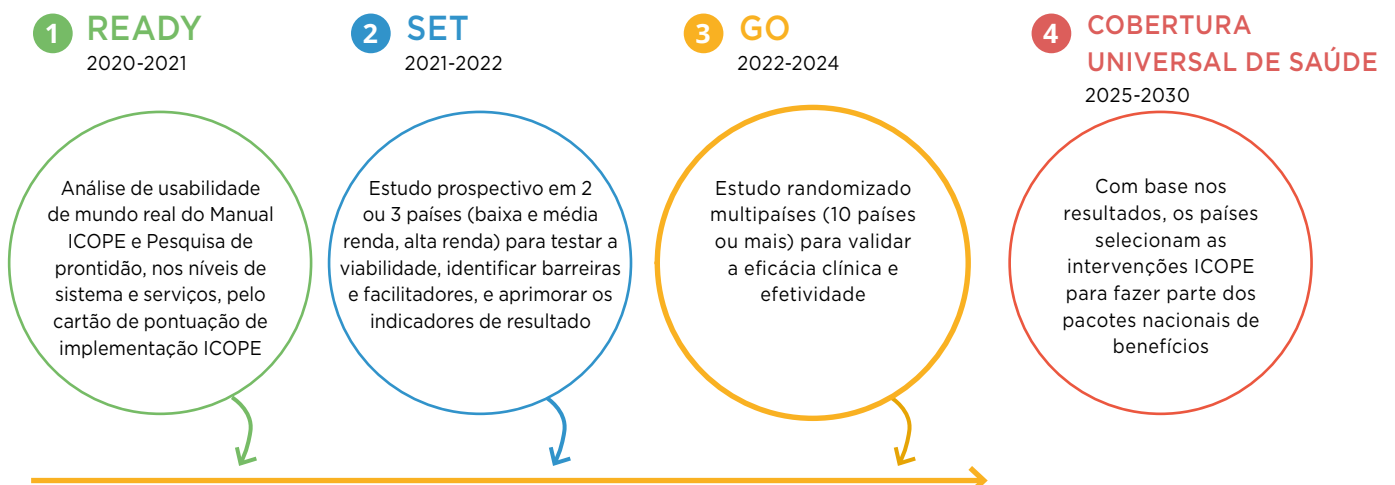 1 READY
2020-2021
Análise de usabilidade
de mundo real do Manual
ICOPE e Pesquisa de
prontidão, nos níveis de
sistema e serviços, pelo
cartão de pontuação de
implementação ICOPE
2 SET
2021-2022
Estudo prospectivo em 2
ou 3 países (baixa e média
renda, alta renda) para testar a
viabilidade, identificar barreiras
e facilitadores, e aprimorar os
indicadores de resultado
3 GO
2022-2024
Estudo randomizado
multipaíses (10 países
ou mais) para validar
a eficácia clínica e
efetividade
4 COBERTURA
UNIVERSAL DE SAÚDE
2025-2030
Com base nos
resultados, os países
selecionam as
intervenções ICOPE
para fazer parte dos
pacotes nacionais de
benefícios